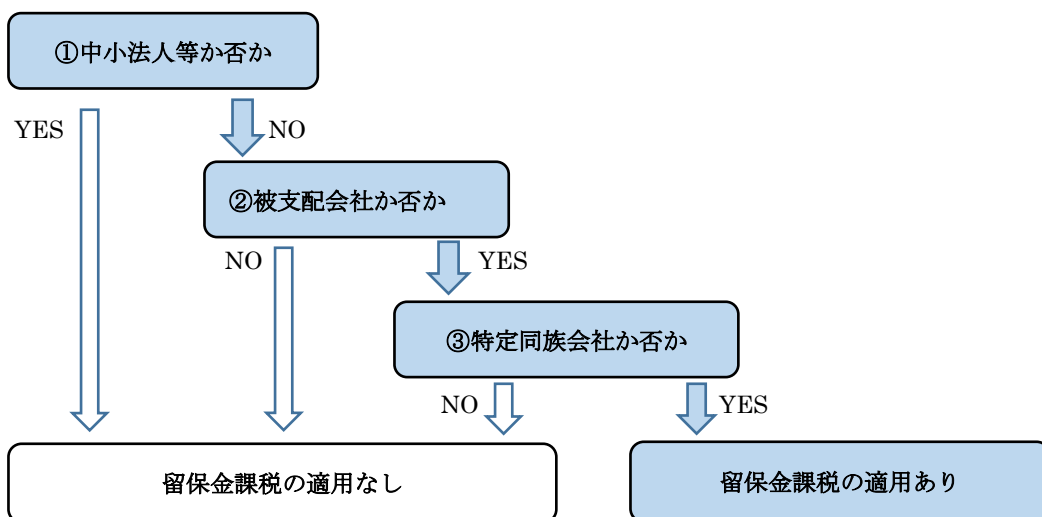 ①中小法人等か否か
YES
NO
②被支配会社か否か
NO
YES
③特定同族会社か否か
NO
YES
留保金課税の適用なし
留保金課税の適用あり